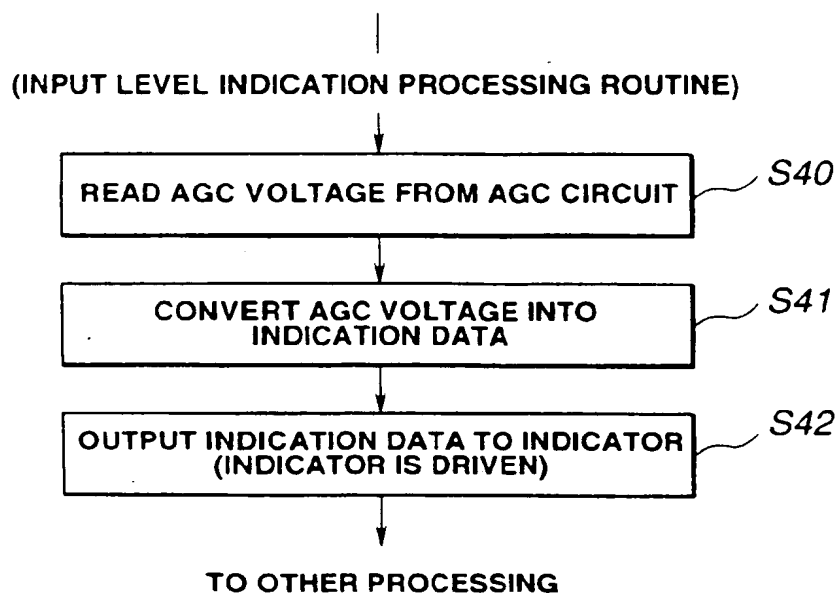 (INPUT LEVEL INDICATION PROCESSING ROUTINE)
READ AGC VOLTAGE FROM AGC CIRCUIT
S40
CONVERT AGC VOLTAGE INTO
INDICATION DATA
S41
OUTPUT INDICATION DATA TO INDICATOR
(INDICATOR IS DRIVEN)
S42
TO OTHER PROCESSING